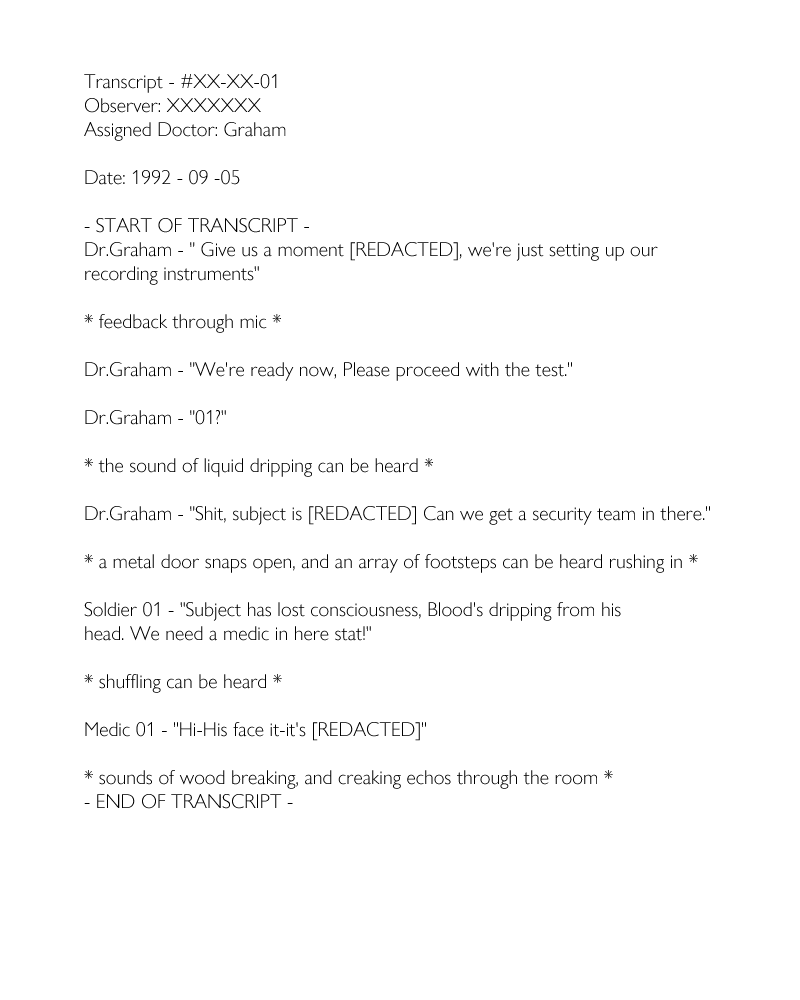 Transcript - #XX-XX-01
Observer: XXXXXXX
Assigned Doctor: Graham
Date: 1992 - 09 -05
- START OF TRANSCRIPT -
Dr.Graham - " Give us a moment [REDACTED], we're just setting up our
recording instruments"
* feedback through mic *
Dr.Graham - "We're ready now, Please proceed with the test."
Dr.Graham - "01?"
* the sound of liquid dripping can be heard *
Dr.Graham - "Shit, subject is [REDACTED] Can we get a security team in there."
* a metal door snaps open, and an array of footsteps can be heard rushing in *
Soldier 01 - "Subject has lost consciousness, Blood's dripping from his
head. We need a medic in here stat!"
* shuffling can be heard *
Medic 01 - "Hi-His face it-it's [REDACTED]"
* sounds of wood breaking, and creaking echos through the room *
- END OF TRANSCRIPT -